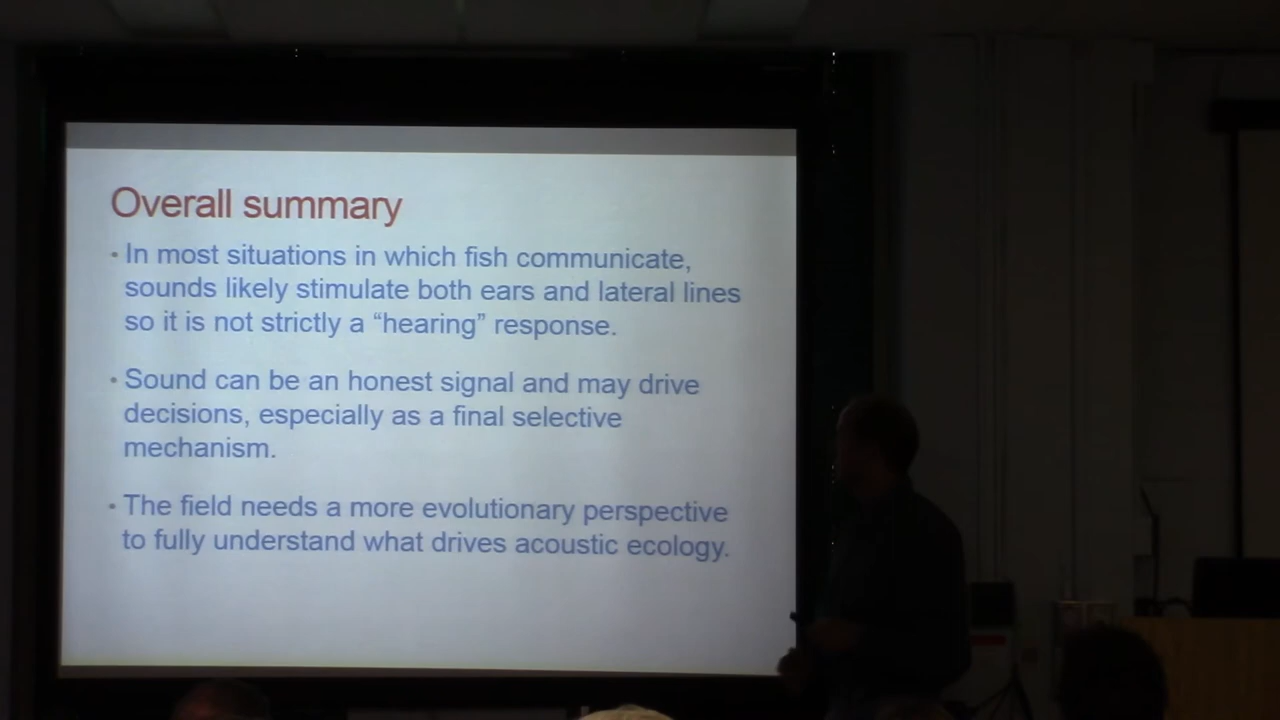 Overall summary
• In most situations in which fish communicate,
sounds likely stimulate both ears and lateral lines
so it is not strictly a “hearing” response.
• Sound can be an honest signal and may drive
decisions, especially as a final selective
mechanism.
• The field needs a more evolutionary perspective
to fully understand what drives acoustic ecology.